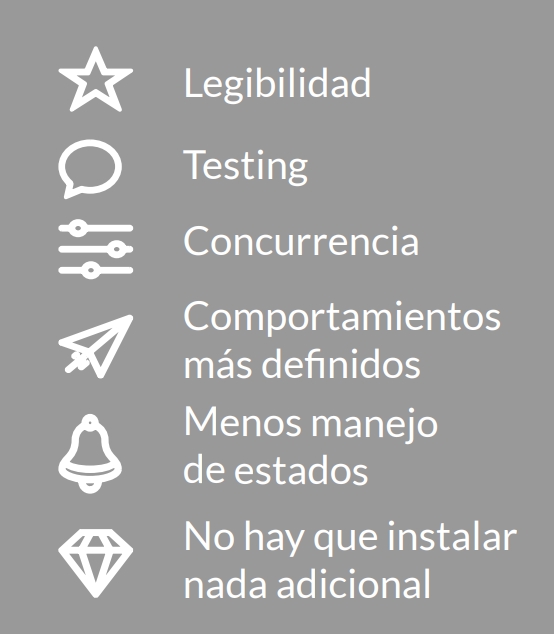 Legibilidad
Testing
Concurrencia
Comportamientos
más definidos
Menos manejo
de estados
No hay que instalar
nada adicional